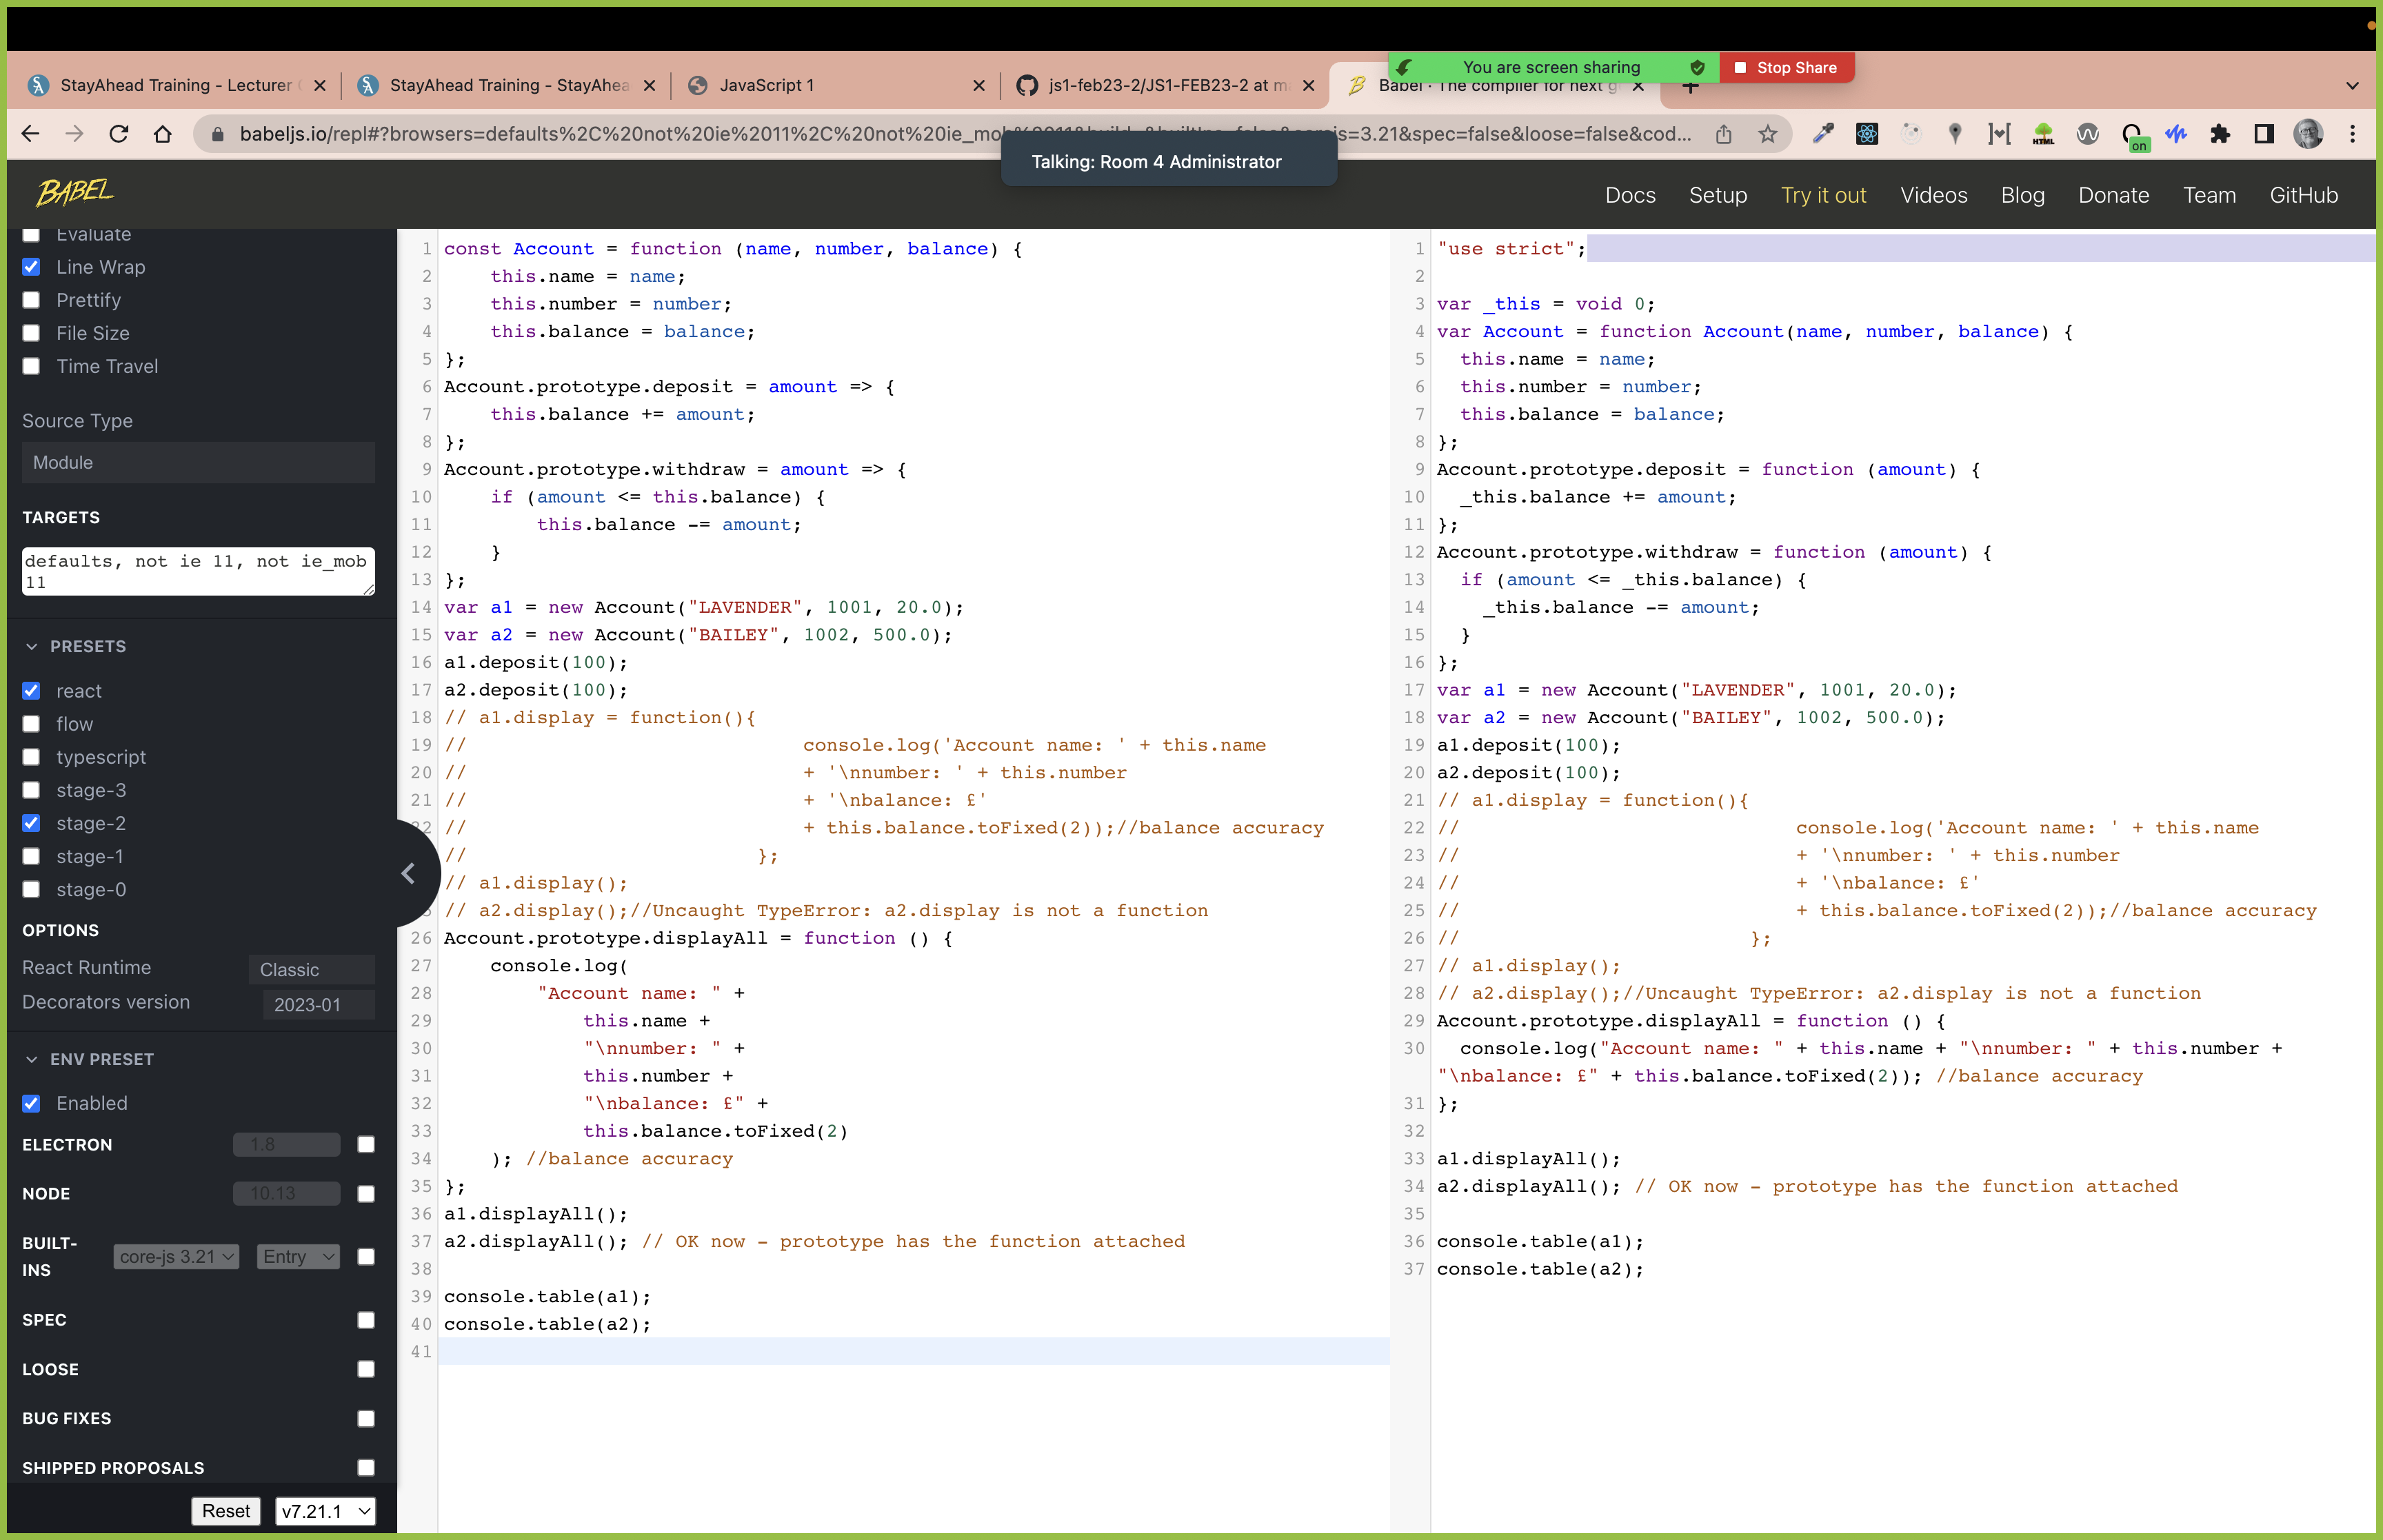 You are screen sharing
Stop Share
StayAhead Training - Lecturer
StayAhead Training - StayAhea
JavaScript 1
js1-feb23-2/JS1-FEB23-2 at m
Babel · The compiler for next g
babeljs.io/repl#?browsers=defaults%2C%20not%20ie%2011%2C%20not%20ie_mob%2011&build=&builtIns=false&corejs=3.21&spec=false&loose=false&cod...
on
Talking: Room 4 Administrator
BABEL
Docs
Setup
Try it out
Videos
Blog
Donate
Team
GitHub
Evaluate
Line Wrap
Prettify
File Size
Time Travel
Source Type
Module
TARGETS
defaults, not ie 11, not ie_mob
11
PRESETS
react
flow
typescript
stage-3
stage-2
stage-1
stage-0
OPTIONS
React Runtime Classic
Decorators version 2023-01
ENV PRESET
Enabled
ELECTRON 1.8
NODE 10.13
BUILT-
INS core-js 3.21 Entry
SPEC
LOOSE
BUG FIXES
SHIPPED PROPOSALS
Reset v7.21.1
1 const Account = function (name, number, balance) {
2     this.name = name;
3     this.number = number;
4     this.balance = balance;
5 };
6 Account.prototype.deposit = amount => {
7     this.balance += amount;
8 };
9 Account.prototype.withdraw = amount => {
10     if (amount <= this.balance) {
11         this.balance -= amount;
12     }
13 };
14 var a1 = new Account("LAVENDER", 1001, 20.0);
15 var a2 = new Account("BAILEY", 1002, 500.0);
16 a1.deposit(100);
17 a2.deposit(100);
18 // a1.display = function(){
19 //                             console.log('Account name: ' + this.name
20 //                             + '\nnumber: ' + this.number
21 //                             + '\nbalance: £'
22 //                             + this.balance.toFixed(2));//balance accuracy
//                         };
// a1.display();
// a2.display();//Uncaught TypeError: a2.display is not a function
26 Account.prototype.displayAll = function () {
27     console.log(
28         "Account name: " +
29             this.name +
30             "\nnumber: " +
31             this.number +
32             "\nbalance: £" +
33             this.balance.toFixed(2)
34     ); //balance accuracy
35 };
36 a1.displayAll();
37 a2.displayAll(); // OK now - prototype has the function attached
38
39 console.table(a1);
40 console.table(a2);
41
1 "use strict";
2
3 var _this = void 0;
4 var Account = function Account(name, number, balance) {
5   this.name = name;
6   this.number = number;
7   this.balance = balance;
8 };
9 Account.prototype.deposit = function (amount) {
10   _this.balance += amount;
11 };
12 Account.prototype.withdraw = function (amount) {
13   if (amount <= _this.balance) {
14     _this.balance -= amount;
15   }
16 };
17 var a1 = new Account("LAVENDER", 1001, 20.0);
18 var a2 = new Account("BAILEY", 1002, 500.0);
19 a1.deposit(100);
20 a2.deposit(100);
21 // a1.display = function(){
22 //                             console.log('Account name: ' + this.name
23 //                             + '\nnumber: ' + this.number
24 //                             + '\nbalance: £'
25 //                             + this.balance.toFixed(2));//balance accuracy
26 //                         };
27 // a1.display();
28 // a2.display();//Uncaught TypeError: a2.display is not a function
29 Account.prototype.displayAll = function () {
30   console.log("Account name: " + this.name + "\nnumber: " + this.number +
"\nbalance: £" + this.balance.toFixed(2)); //balance accuracy
31 };
32
33 a1.displayAll();
34 a2.displayAll(); // OK now - prototype has the function attached
35
36 console.table(a1);
37 console.table(a2);